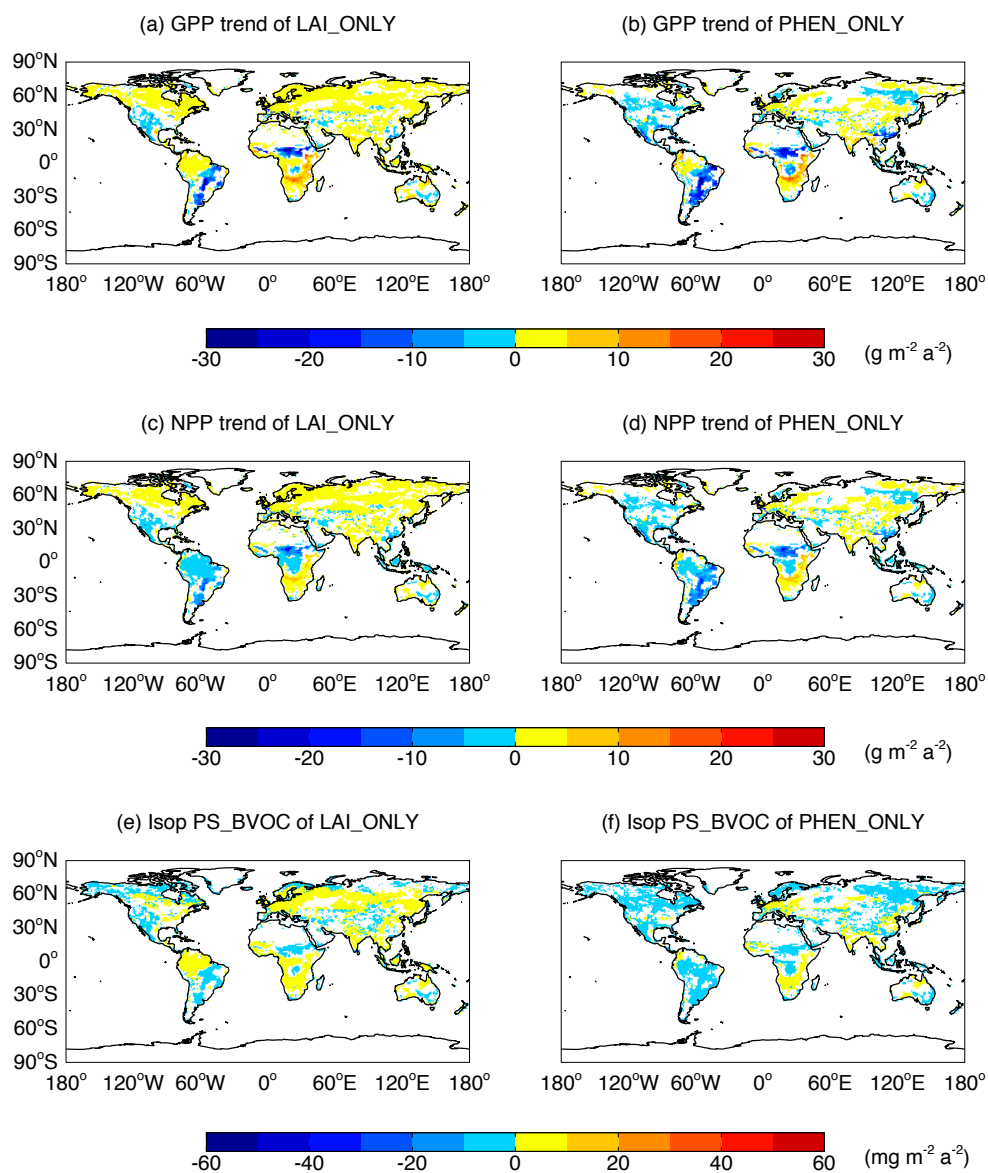 (a) GPP trend of LAI_ONLY (b) GPP trend of PHEN_ONLY
90°N
60°N
30°N
0°
30°S
60°S
90°S
180° 120°W 60°W 0° 60°E 120°E 180° 180° 120°W 60°W 0° 60°E 120°E 180°
-30 -20 -10 0 10 20 30 (g m⁻² a⁻²)
(c) NPP trend of LAI_ONLY (d) NPP trend of PHEN_ONLY
90°N
60°N
30°N
0°
30°S
60°S
90°S
180° 120°W 60°W 0° 60°E 120°E 180° 180° 120°W 60°W 0° 60°E 120°E 180°
-30 -20 -10 0 10 20 30 (g m⁻² a⁻²)
(e) Isop PS_BVOC of LAI_ONLY (f) Isop PS_BVOC of PHEN_ONLY
90°N
60°N
30°N
0°
30°S
60°S
90°S
180° 120°W 60°W 0° 60°E 120°E 180° 180° 120°W 60°W 0° 60°E 120°E 180°
-60 -40 -20 0 20 40 60 (mg m⁻² a⁻²)